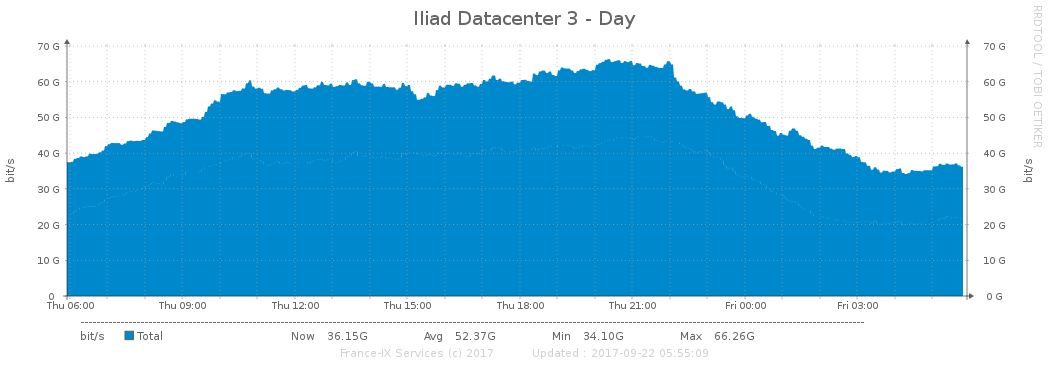 Iliad Datacenter 3 - Day
RRDTOOL / TOBI OETIKER
bit/s
70 G 70 G
60 G 60 G
50 G 50 G
40 G 40 G
30 G 30 G
20 G 20 G
10 G 10 G
0 0 G
bit/s
Thu 06:00 Thu 09:00 Thu 12:00 Thu 15:00 Thu 18:00 Thu 21:00 Fri 00:00 Fri 03:00
bit/s Total Now 36.15G Avg 52.37G Min 34.10G Max 66.26G
France-IX Services (c) 2017 Updated : 2017-09-22 05:55:09